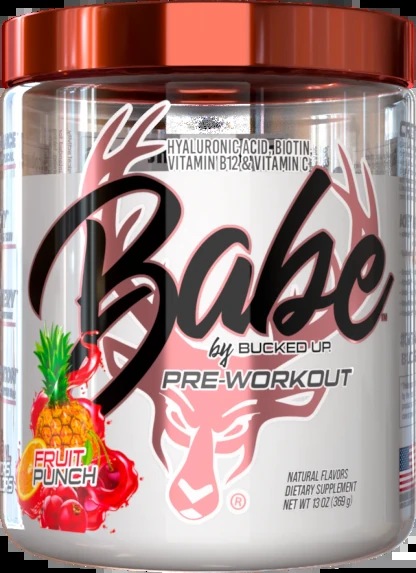 HYALURONIC ACID, BIOTIN,
VITAMIN B12, & VITAMIN C
Babe
TM
by BUCKED UP
PRE-WORKOUT
FRUIT
PUNCH
®
NATURAL FLAVORS
DIETARY SUPPLEMENT
NET WT 13 OZ (369 g)